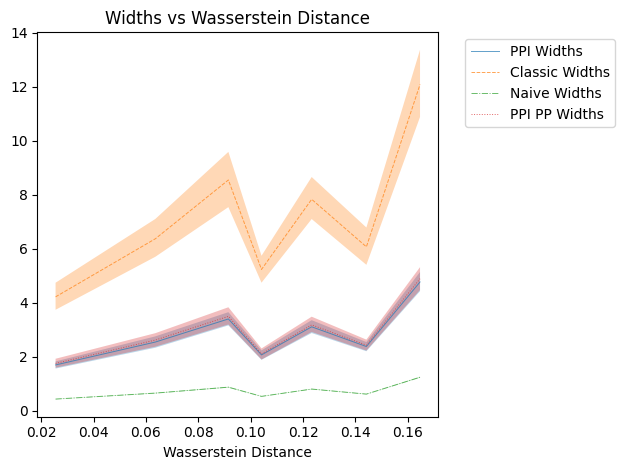 Widths vs Wasserstein Distance
14
12
10
8
6
4
2
0
0.02 0.04 0.06 0.08 0.10 0.12 0.14 0.16
Wasserstein Distance
PPI Widths
Classic Widths
Naive Widths
PPI PP Widths